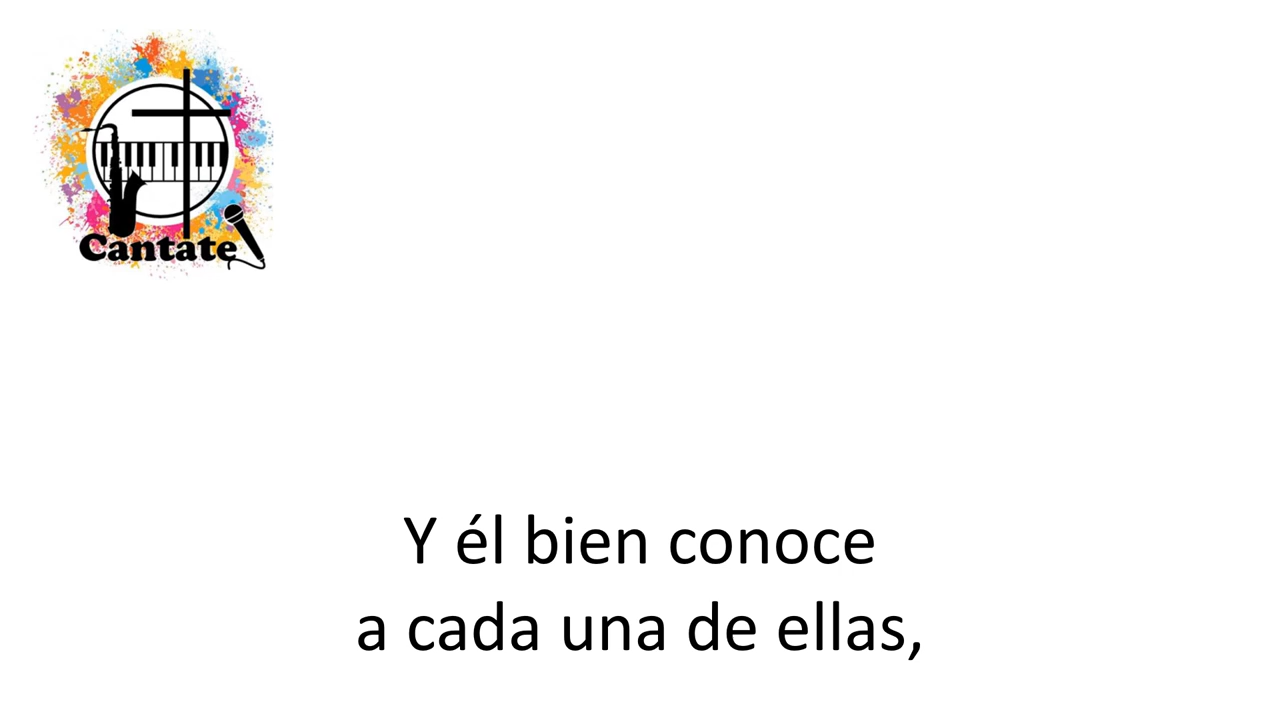 Cantate
Y él bien conoce
a cada una de ellas,